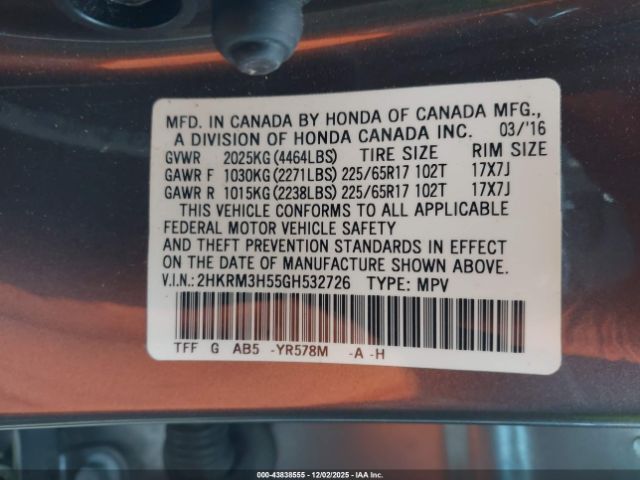 MFD. IN CANADA BY HONDA OF CANADA MFG.,
A DIVISION OF HONDA CANADA INC. 03/'16
GVWR 2025KG(4464LBS) TIRE SIZE RIM SIZE
GAWR F 1030KG(2271LBS) 225/65R17 102T 17X7J
GAWR R 1015KG(2238LBS) 225/65R17 102T 17X7J
THIS VEHICLE CONFORMS TO ALL APPLICABLE
FEDERAL MOTOR VEHICLE SAFETY
AND THEFT PREVENTION STANDARDS IN EFFECT
ON THE DATE OF MANUFACTURE SHOWN ABOVE.
V.I.N.: 2HKRM3H55GH532726 TYPE: MPV
TFF G AB5 -YR578M -A -H
000-43838555 | 12/02/2025 - IAA Inc.